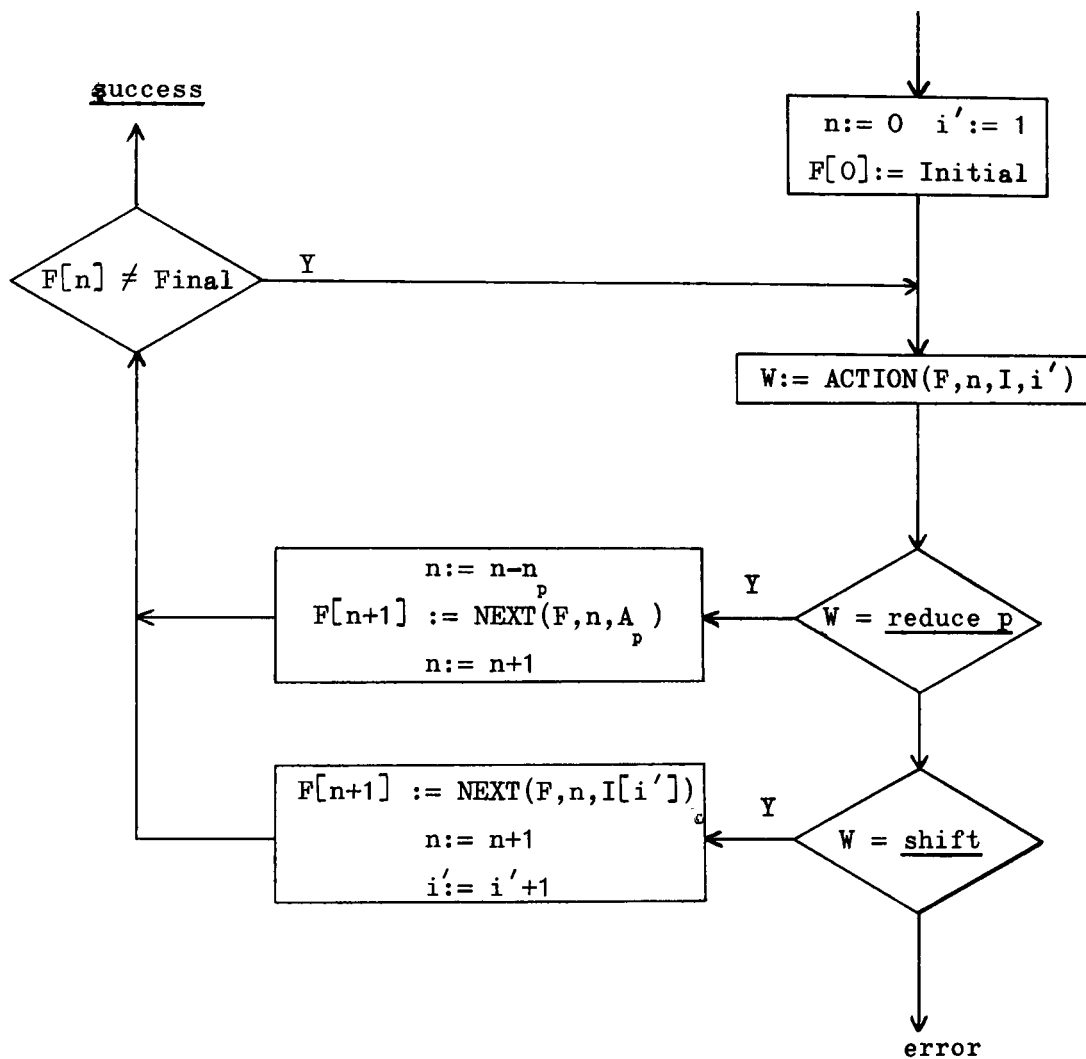 success
n:= 0 i′:= 1
F[0]:= Initial
F[n] ≠ Final
Y
W:= ACTION(F,n,I,i′)
n:= n-n_p
F[n+1] := NEXT(F,n,A_p)
n:= n+1
Y
W = reduce p
F[n+1] := NEXT(F,n,I[i′])
n:= n+1
i′:= i′+1
Y
W = shift
error